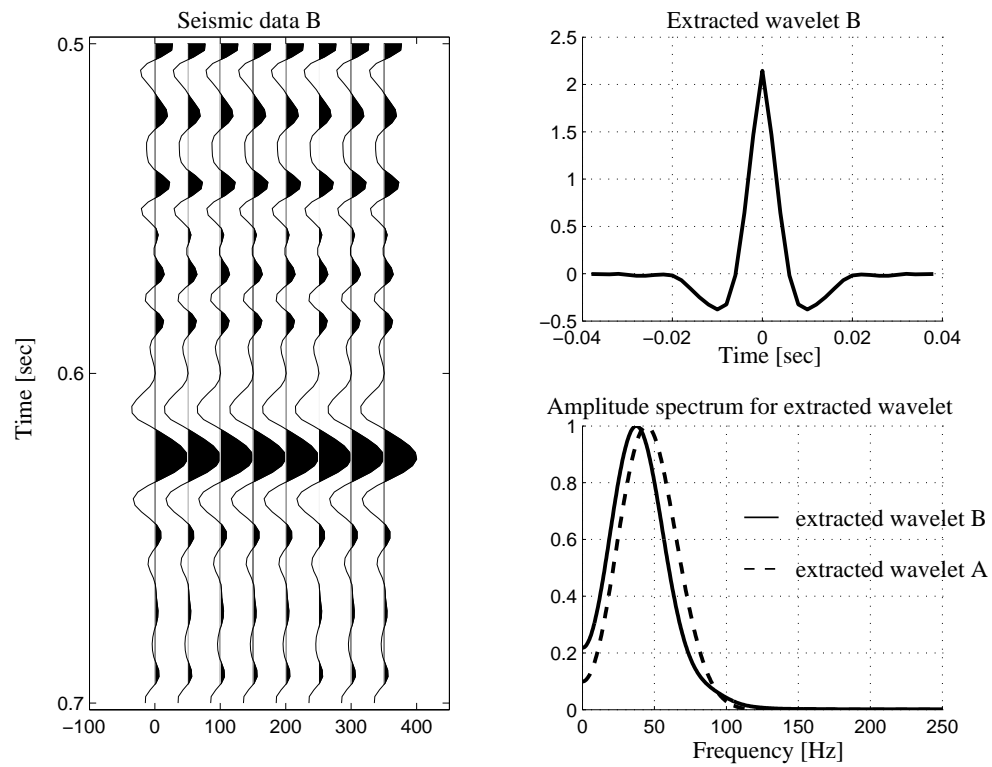 Seismic data B
0.5
0.6
0.7
Time [sec]
−100 0 100 200 300 400
Extracted wavelet B
2.5
2
1.5
1
0.5
0
−0.5
−0.04 −0.02 0 0.02 0.04
Time [sec]
Amplitude spectrum for extracted wavelet
1
0.8
0.6
0.4
0.2
0
extracted wavelet B
extracted wavelet A
0 50 100 150 200 250
Frequency [Hz]